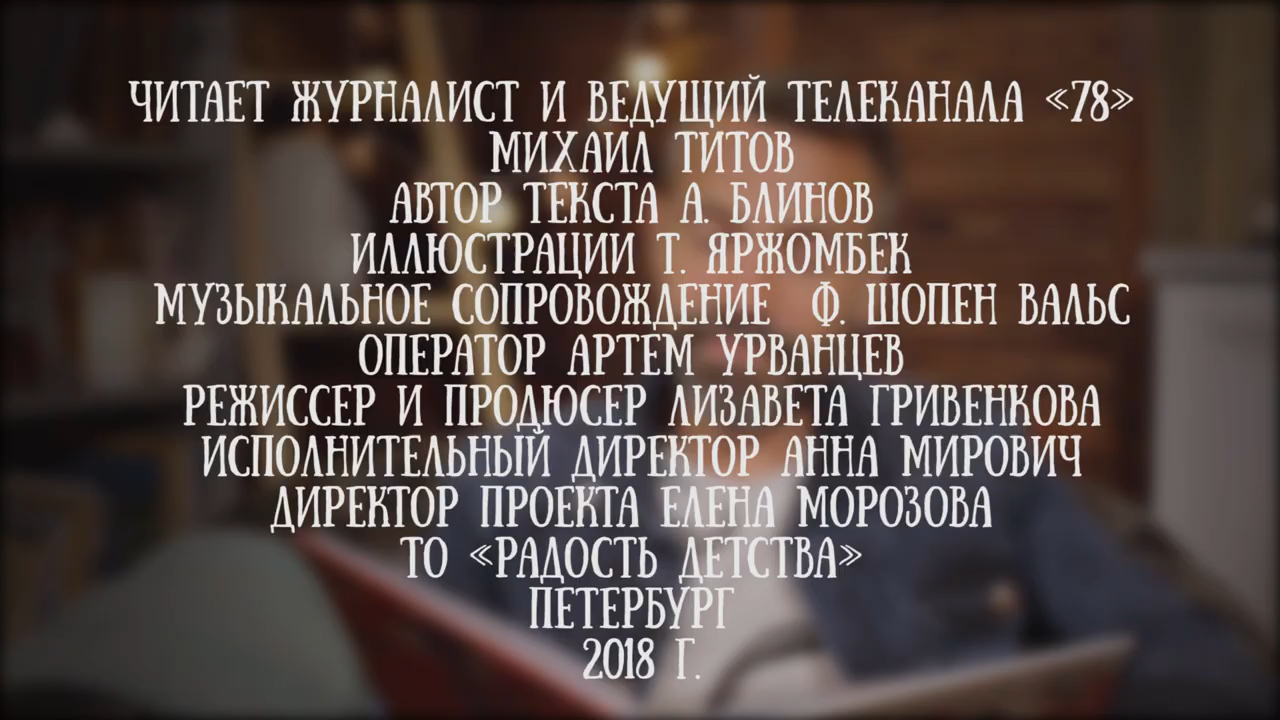 ЧИТАЕТ ЖУРНАЛИСТ И ВЕДУЩИЙ ТЕЛЕКАНАЛА «78»
МИХАИЛ ТИТОВ
АВТОР ТЕКСТА А. БЛИНОВ
ИЛЛЮСТРАЦИИ Т. ЯРЖОМБЕК
МУЗЫКАЛЬНОЕ СОПРОВОЖДЕНИЕ Ф. ШОПЕН ВАЛЬС
ОПЕРАТОР АРТЕМ УРВАНЦЕВ
РЕЖИССЕР И ПРОДЮСЕР ЛИЗАВЕТА ГРИВЕНКОВА
ИСПОЛНИТЕЛЬНЫЙ ДИРЕКТОР АННА МИРОВИЧ
ДИРЕКТОР ПРОЕКТА ЕЛЕНА МОРОЗОВА
ТО «РАДОСТЬ ДЕТСТВА»
ПЕТЕРБУРГ
2018 Г.